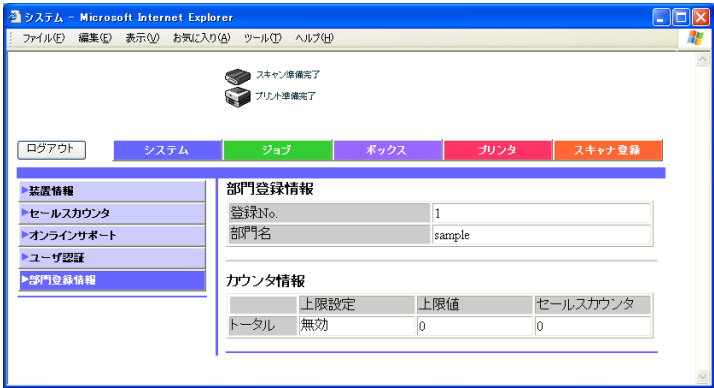 システム - Microsoft Internet Explorer
ファイル(F) 編集(E) 表示(V) お気に入り(A) ツール(T) ヘルプ(H)
スキャン準備完了
プリント準備完了
ログアウト システム ジョブ ボックス プリンタ スキャナ登録
装置情報
セールスカウンタ
オンラインサポート
ユーザ認証
部門登録情報
部門登録情報
登録No. 1
部門名 sample
カウンタ情報
上限設定 上限値 セールスカウンタ
トータル 無効 0 0